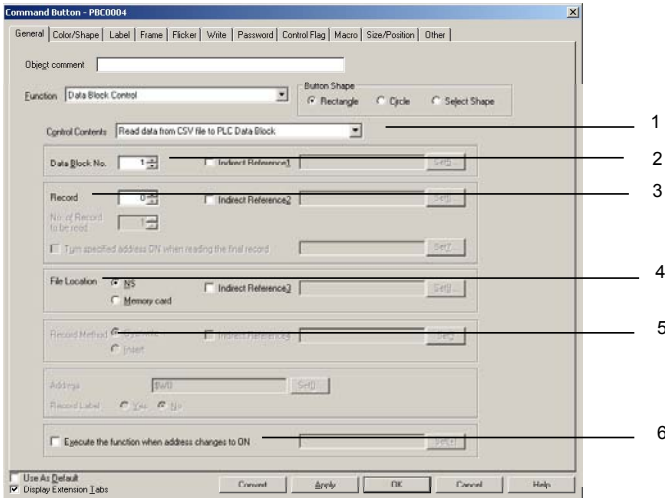 Command Button - PBC0004
General Color/Shape Label Frame Flicker Write Password Control Flag Macro Size/Position Other
Object comment
Function Data Block Control
Button Shape
Rectangle Circle Select Shape
Control Contents Read data from CSV file to PLC Data Block 1
Data Block No. 1 Indirect Reference1 2
Record 0 Indirect Reference2 3
No. of Record
to be read 1
Turn specified address ON when reading the final record
File Location NS Indirect Reference3 4
Memory card
Record Method 5
Insert
Address $W0
Record Label Yes No
Execute the function when address changes to ON 6
Use As Default
Display Extension Tabs
Convert Apply OK Cancel Help